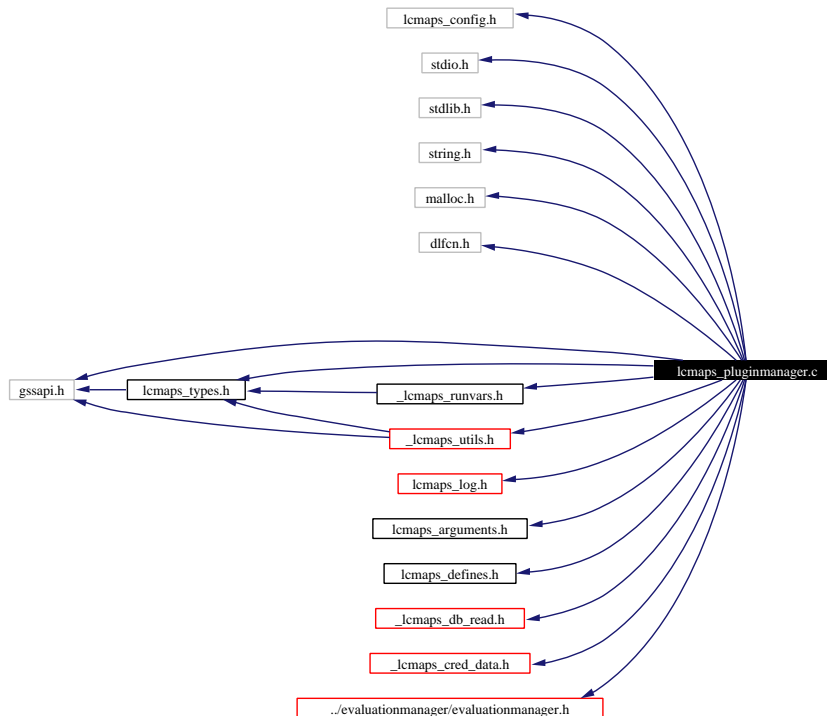 lcmaps_config.h
stdio.h
stdlib.h
string.h
malloc.h
dlfcn.h
lcmaps_pluginmanager.c
gssapi.h
lcmaps_types.h
_lcmaps_runvars.h
_lcmaps_utils.h
lcmaps_log.h
lcmaps_arguments.h
lcmaps_defines.h
_lcmaps_db_read.h
_lcmaps_cred_data.h
../evaluationmanager/evaluationmanager.h